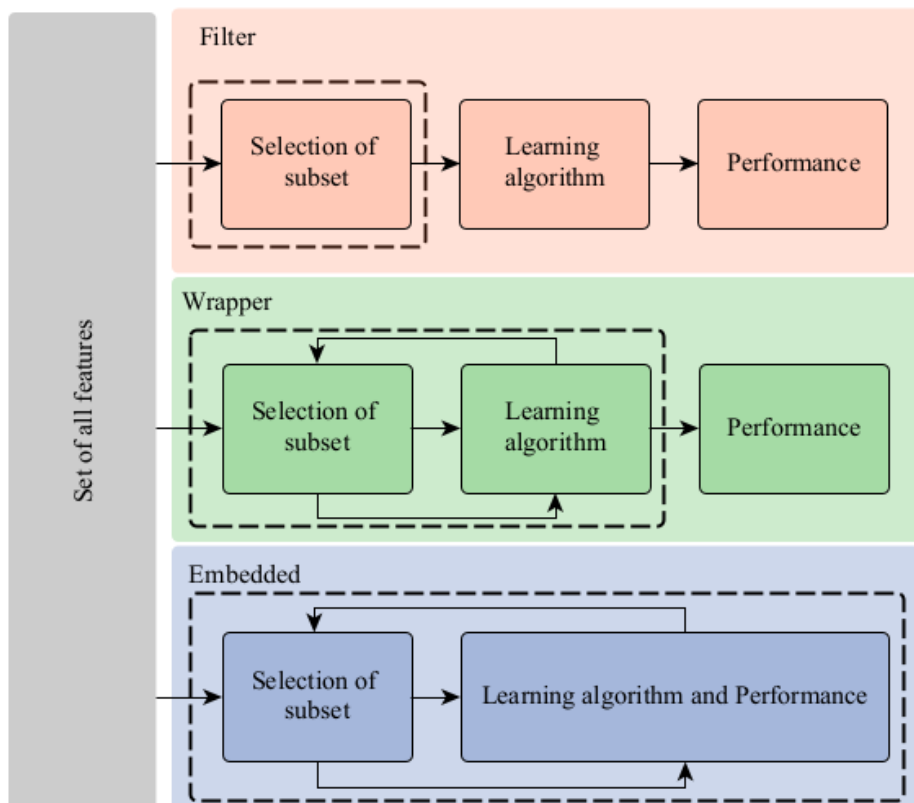 Set of all features
Filter
Selection of
subset
Learning
algorithm
Performance
Wrapper
Selection of
subset
Learning
algorithm
Performance
Embedded
Selection of
subset
Learning algorithm and Performance